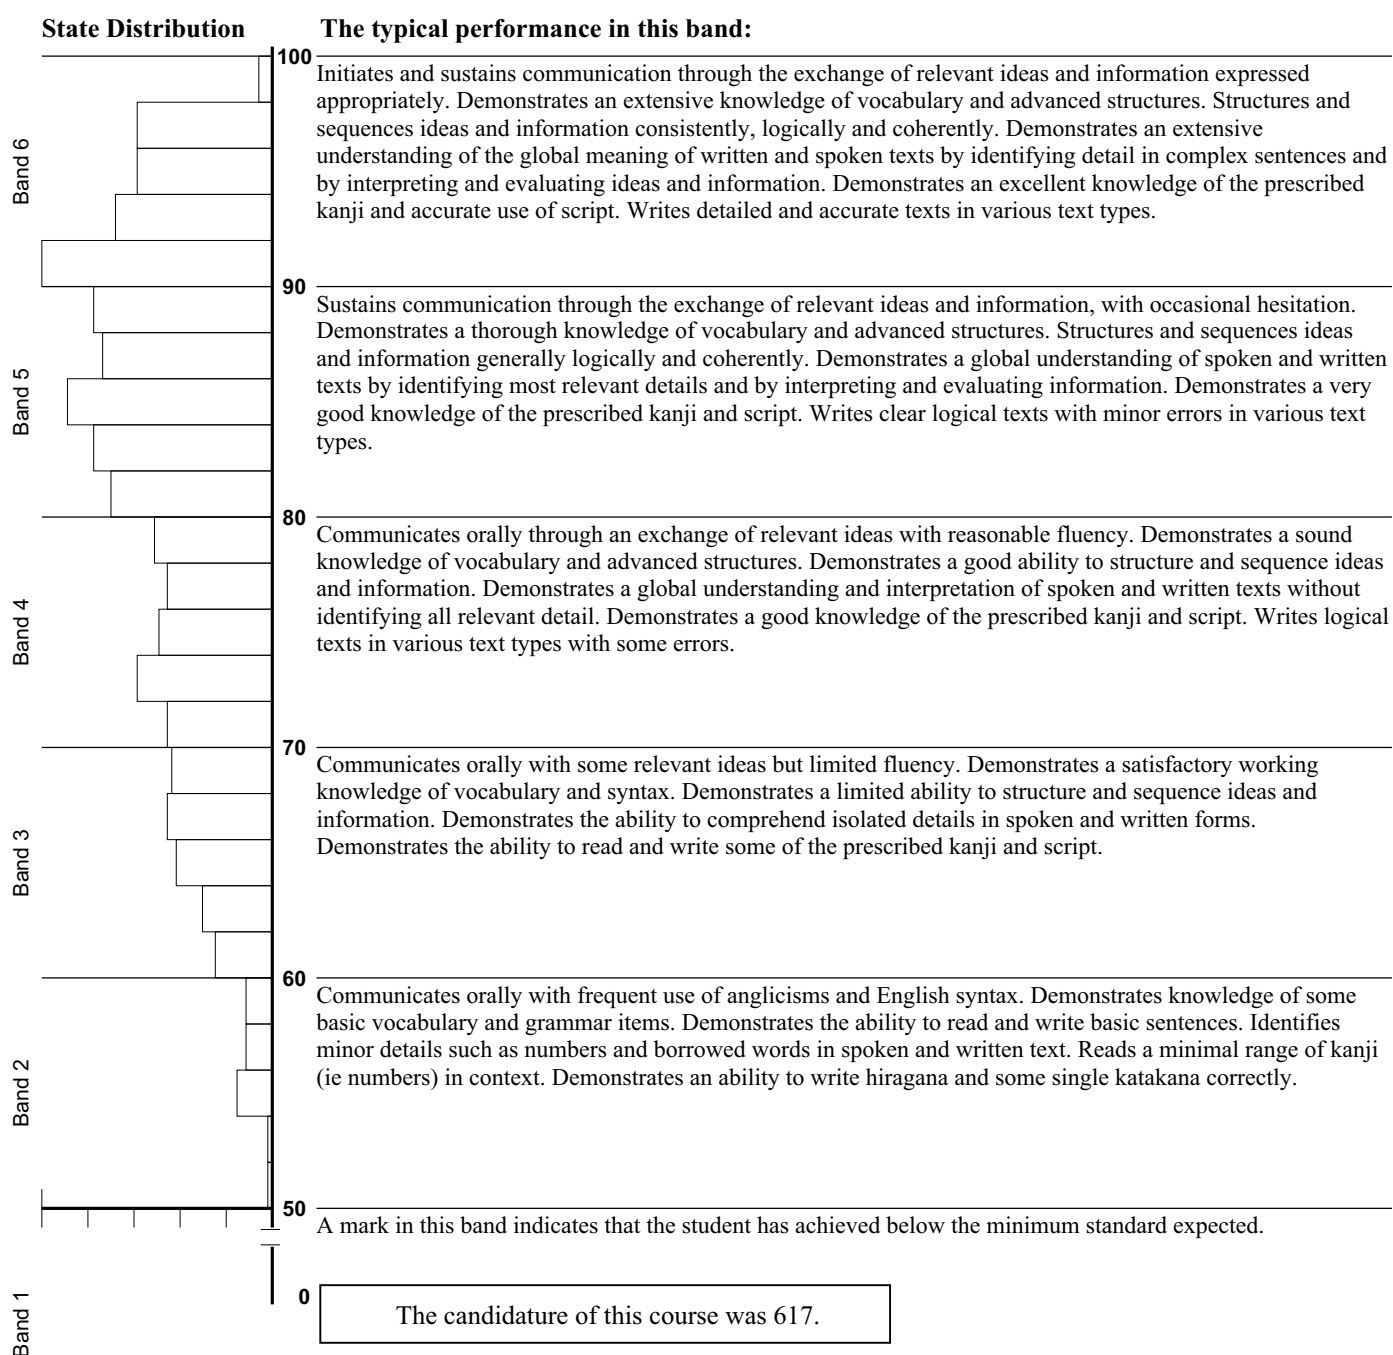 State Distribution
The typical performance in this band:
100
Initiates and sustains communication through the exchange of relevant ideas and information expressed
appropriately. Demonstrates an extensive knowledge of vocabulary and advanced structures. Structures and
sequences ideas and information consistently, logically and coherently. Demonstrates an extensive
understanding of the global meaning of written and spoken texts by identifying detail in complex sentences and
by interpreting and evaluating ideas and information. Demonstrates an excellent knowledge of the prescribed
kanji and accurate use of script. Writes detailed and accurate texts in various text types.
Band 6
90
Sustains communication through the exchange of relevant ideas and information, with occasional hesitation.
Demonstrates a thorough knowledge of vocabulary and advanced structures. Structures and sequences ideas
and information generally logically and coherently. Demonstrates a global understanding of spoken and written
texts by identifying most relevant details and by interpreting and evaluating information. Demonstrates a very
good knowledge of the prescribed kanji and script. Writes clear logical texts with minor errors in various text
types.
Band 5
80
Communicates orally through an exchange of relevant ideas with reasonable fluency. Demonstrates a sound
knowledge of vocabulary and advanced structures. Demonstrates a good ability to structure and sequence ideas
and information. Demonstrates a global understanding and interpretation of spoken and written texts without
identifying all relevant detail. Demonstrates a good knowledge of the prescribed kanji and script. Writes logical
texts in various text types with some errors.
Band 4
70
Communicates orally with some relevant ideas but limited fluency. Demonstrates a satisfactory working
knowledge of vocabulary and syntax. Demonstrates a limited ability to structure and sequence ideas and
information. Demonstrates the ability to comprehend isolated details in spoken and written forms.
Demonstrates the ability to read and write some of the prescribed kanji and script.
Band 3
60
Communicates orally with frequent use of anglicisms and English syntax. Demonstrates knowledge of some
basic vocabulary and grammar items. Demonstrates the ability to read and write basic sentences. Identifies
minor details such as numbers and borrowed words in spoken and written text. Reads a minimal range of kanji
(ie numbers) in context. Demonstrates an ability to write hiragana and some single katakana correctly.
Band 2
50
A mark in this band indicates that the student has achieved below the minimum standard expected.
0
Band 1
The candidature of this course was 617.